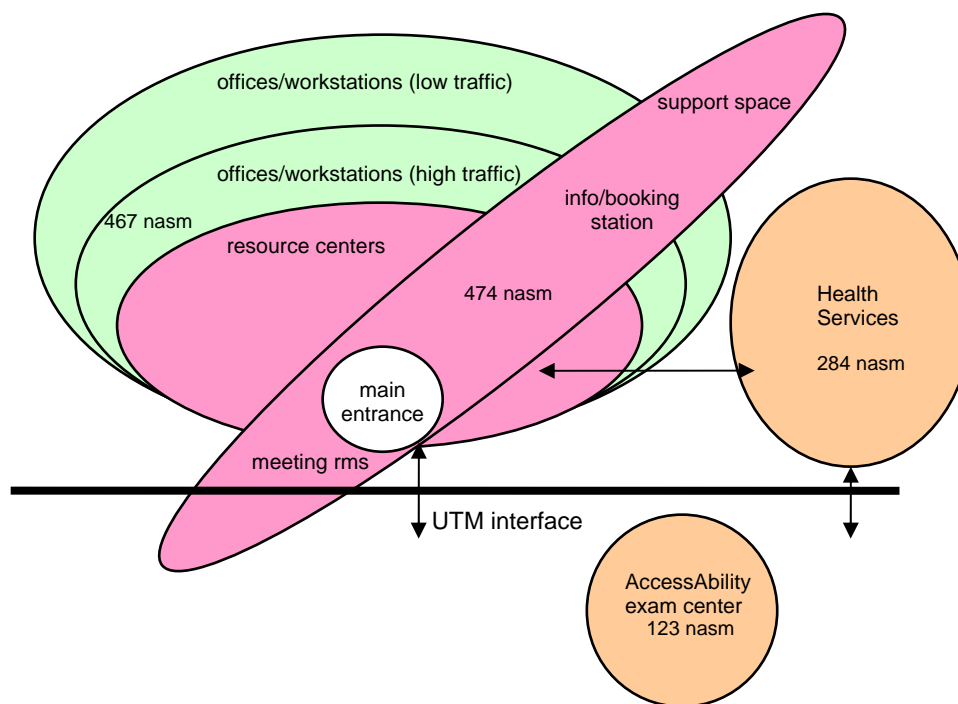 offices/workstations (low traffic)
support space
offices/workstations (high traffic)
467 nasm
info/booking
station
resource centers
474 nasm
Health
Services
284 nasm
main
entrance
meeting rms
UTM interface
AccessAbility
exam center
123 nasm